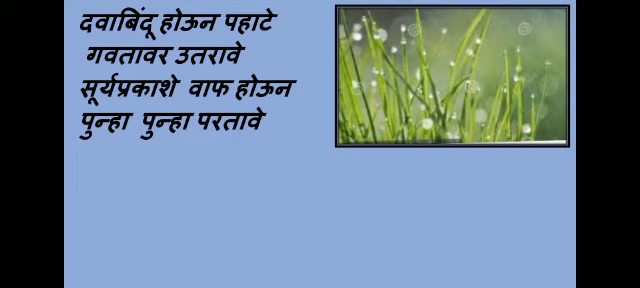 दवाबिंदू होऊन पहाटे
गवतावर उतरावे
सूर्यप्रकाशे वाफ होऊन
पुन्हा पुन्हा परतावे